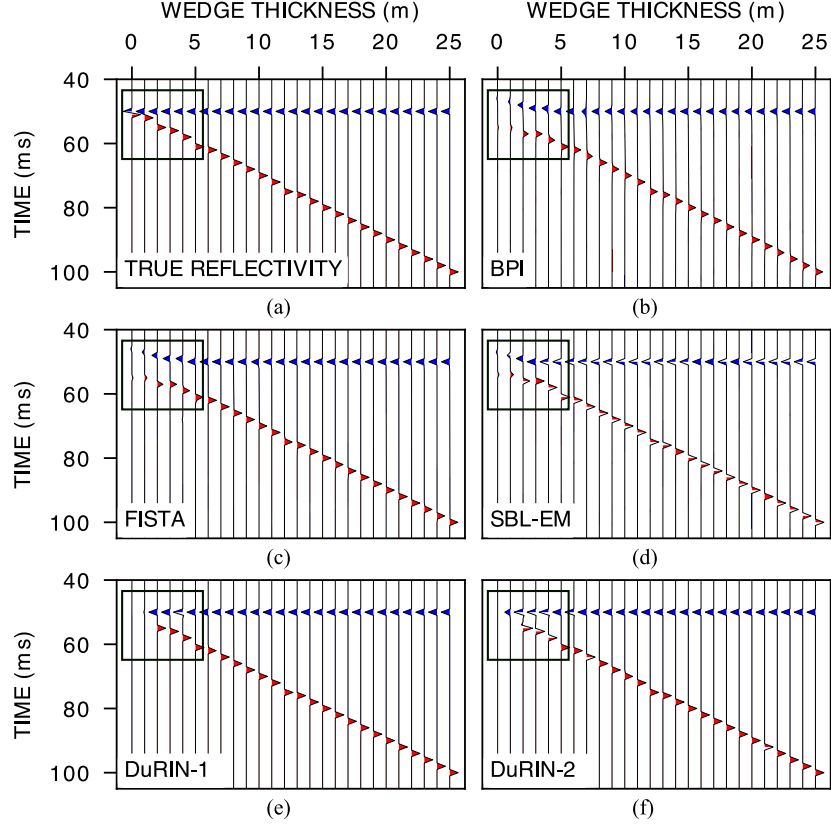 WEDGE THICKNESS (m) WEDGE THICKNESS (m)
0 5 10 15 20 25 0 5 10 15 20 25
40
60
80
100
TIME (ms)
TRUE REFLECTIVITY
BPI
(a) (b)
40
60
80
100
TIME (ms)
FISTA
SBL-EM
(c) (d)
40
60
80
100
TIME (ms)
DuRIN-1
DuRIN-2
(e) (f)